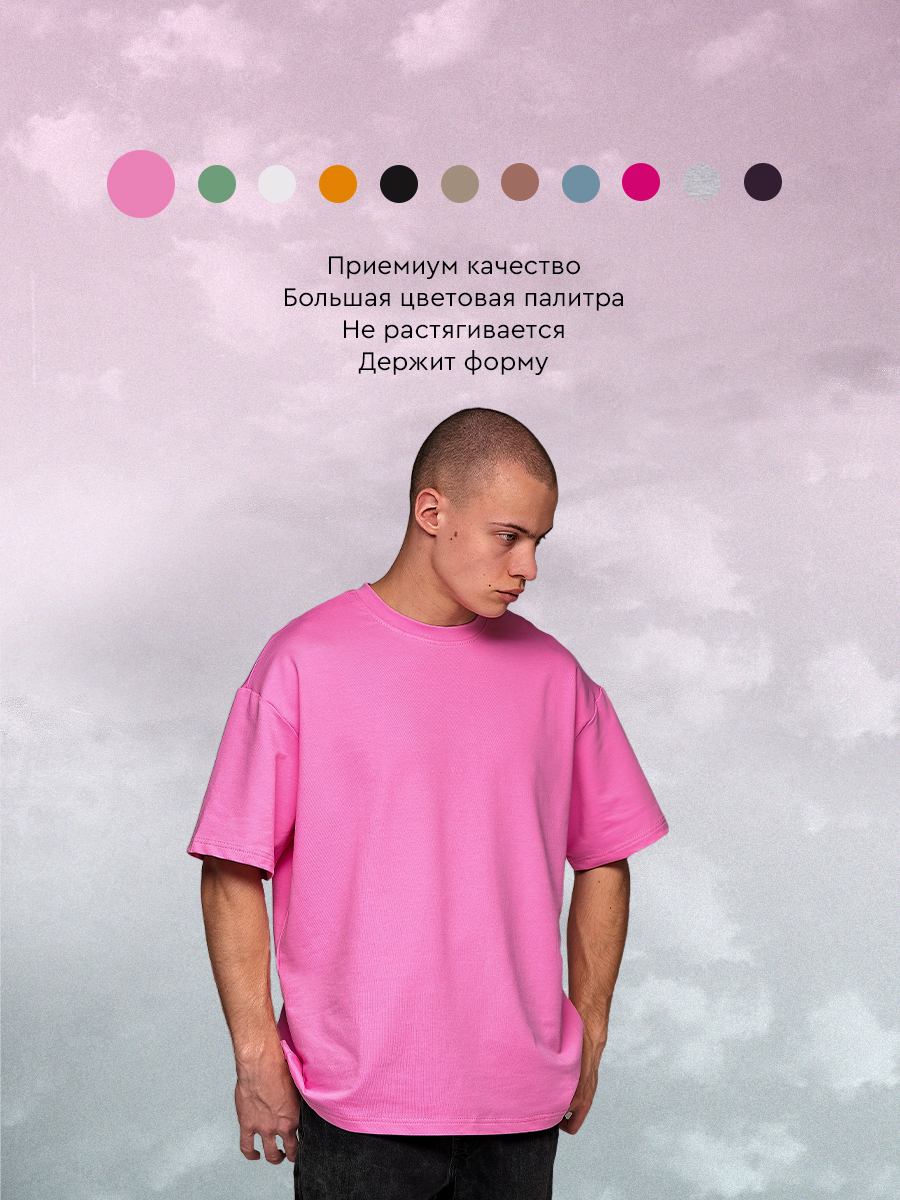 Приемиум качество
Большая цветовая палитра
Не растягивается
Держит форму